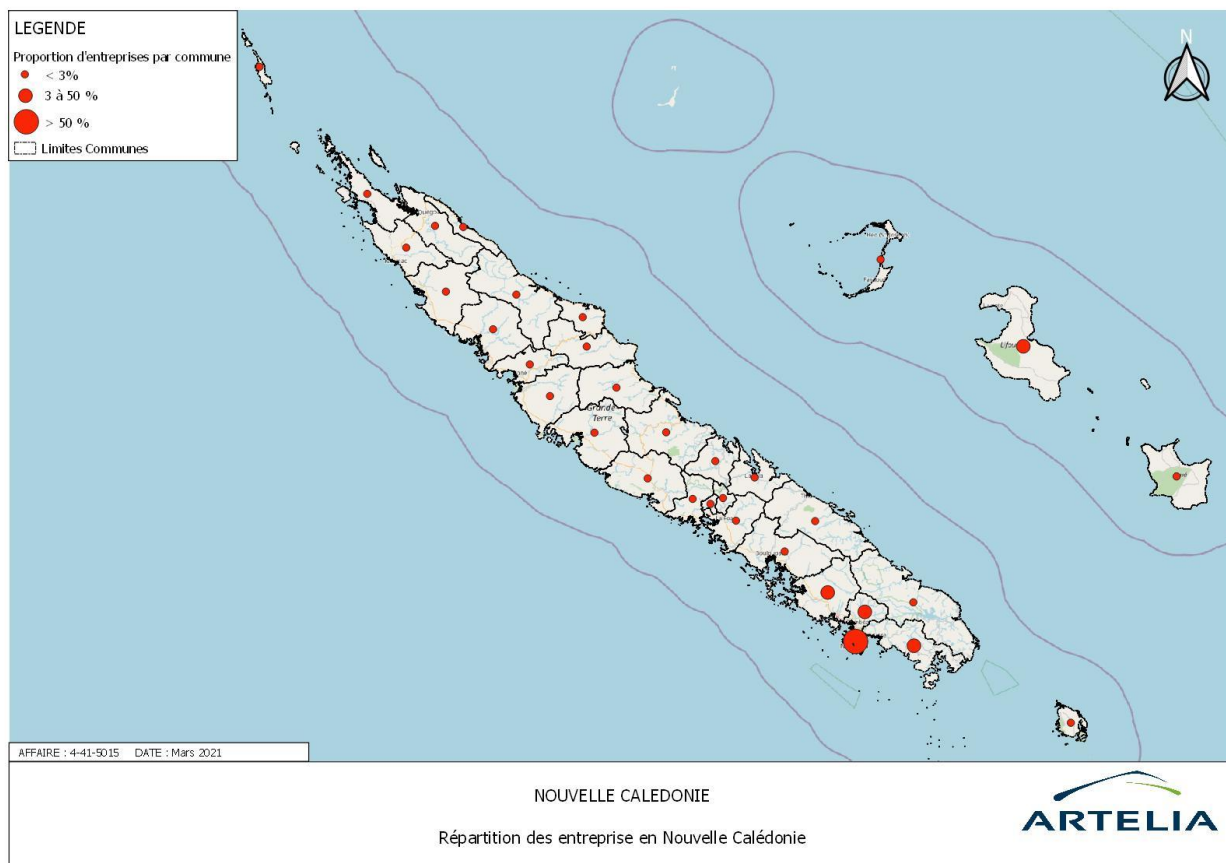 LEGENDE
Proportion d'entreprises par commune
< 3%
3 à 50 %
> 50 %
Limites Communes
N
Grande
Terre
AFFAIRE : 4-41-5015 DATE : Mars 2021
NOUVELLE CALEDONIE
Répartition des entreprise en Nouvelle Calédonie
ARTELIA